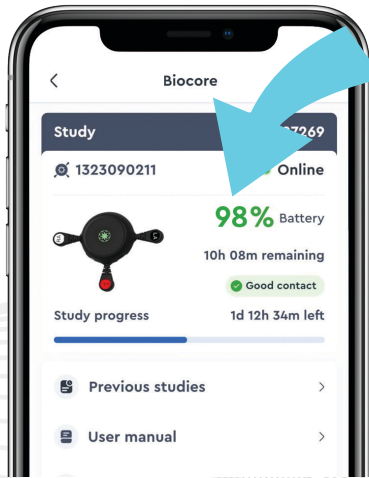 Biocore
Study 7269
1323090211 Online
98% Battery
10h 08m remaining
Good contact
Study progress 1d 12h 34m left
Previous studies
User manual